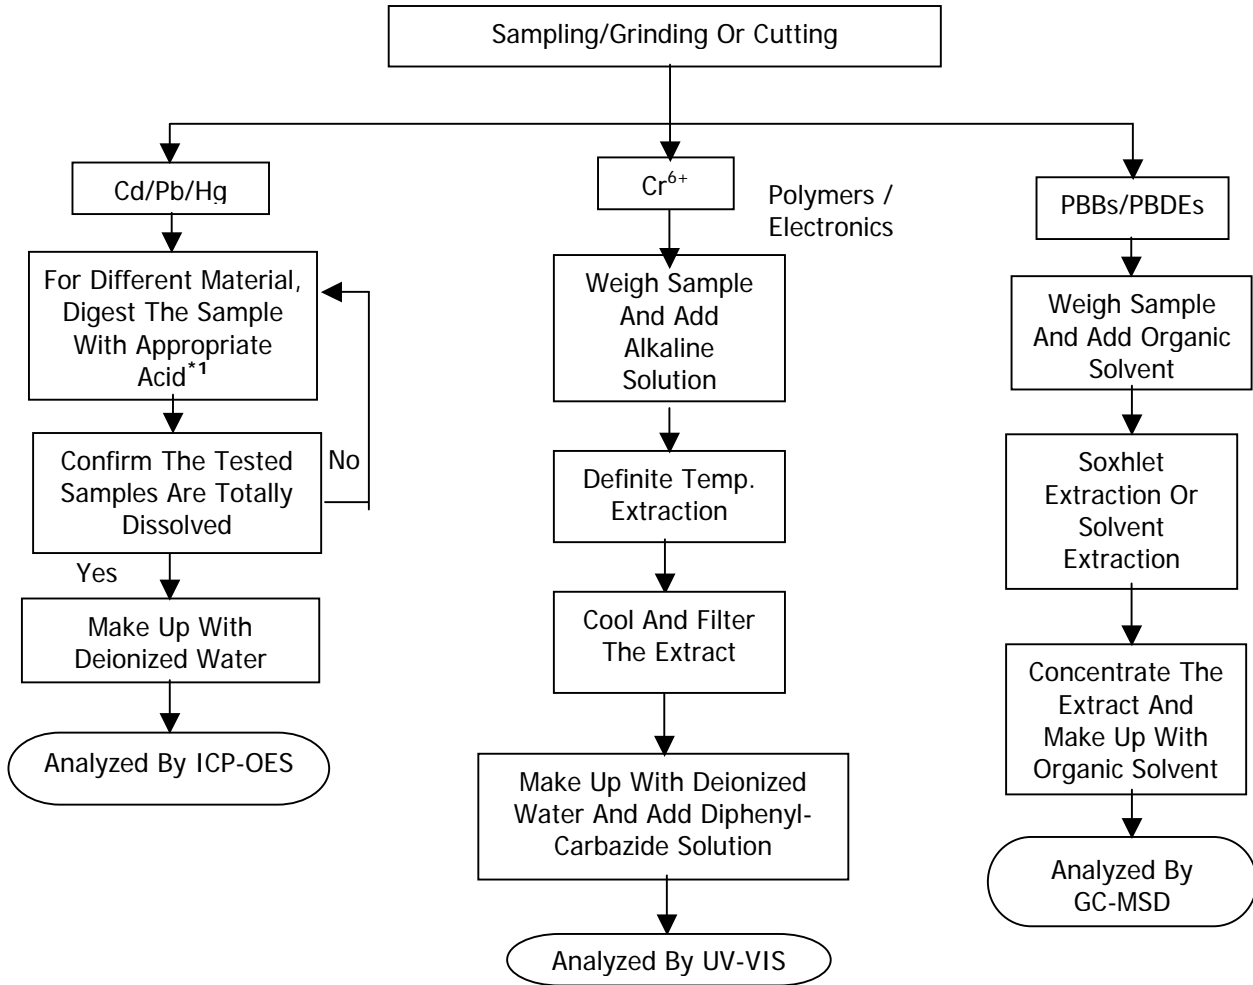 Sampling/Grinding Or Cutting
Cd/Pb/Hg
For Different Material,
Digest The Sample
With Appropriate
Acid*1
Confirm The Tested
Samples Are Totally
Dissolved
No
Yes
Make Up With
Deionized Water
Analyzed By ICP-OES
Cr6+
Polymers /
Electronics
Weigh Sample
And Add
Alkaline
Solution
Definite Temp.
Extraction
Cool And Filter
The Extract
Make Up With Deionized
Water And Add Diphenyl-
Carbazide Solution
Analyzed By UV-VIS
PBBs/PBDEs
Weigh Sample
And Add Organic
Solvent
Soxhlet
Extraction Or
Solvent
Extraction
Concentrate The
Extract And
Make Up With
Organic Solvent
Analyzed By
GC-MSD